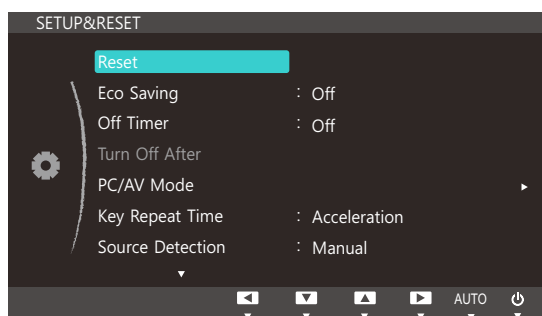 SETUP&RESET
Reset
Eco Saving : Off
Off Timer : Off
Turn Off After
PC/AV Mode
Key Repeat Time : Acceleration
Source Detection : Manual
AUTO